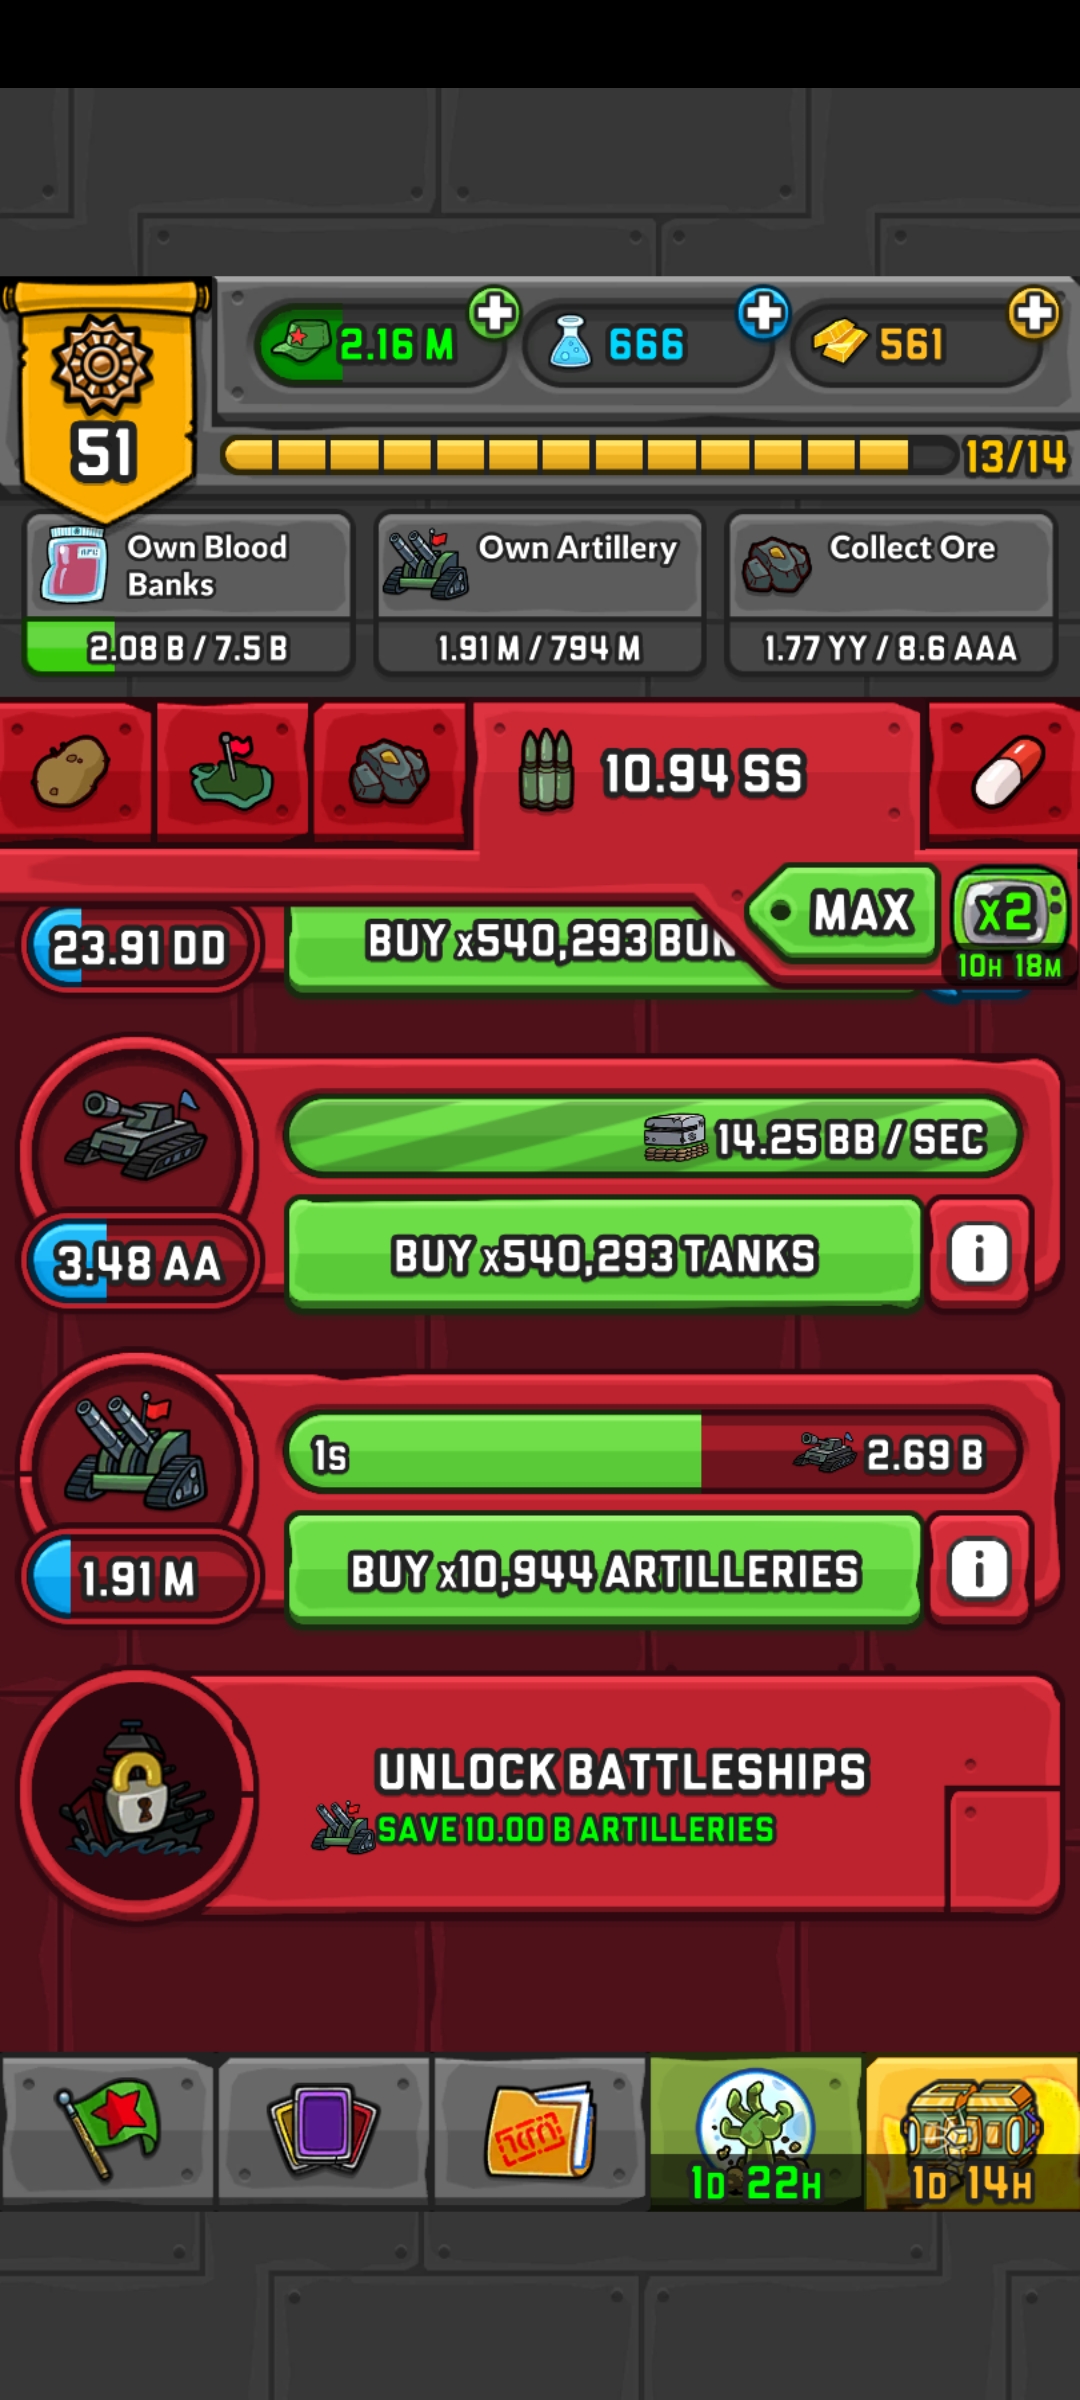 2.16 M
666
561
51
13/14
Own Blood
Banks
2.08 B / 7.5 B
Own Artillery
1.91 M / 794 M
Collect Ore
1.77 YY / 8.6 AAA
10.94 SS
MAX
x2
10H 18M
23.91 DD
BUY x540,293 BUN
14.25 BB / SEC
3.48 AA
BUY x540,293 TANKS
i
1s
2.69 B
1.91 M
BUY x10,944 ARTILLERIES
i
UNLOCK BATTLESHIPS
SAVE 10.00 B ARTILLERIES
1D 22H
1D 14H